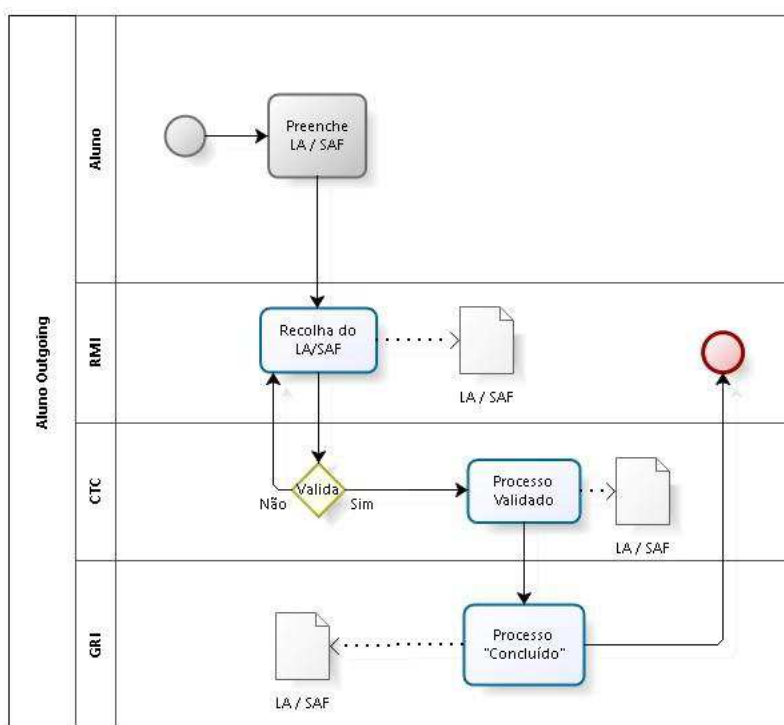 Aluno Outgoing
Aluno
Preenche
LA / SAF
RMI
Recolha do
LA/SAF
LA / SAF
CTC
Valida
Não
Sim
Processo
Validado
LA / SAF
GRI
Processo
"Concluído"
LA / SAF